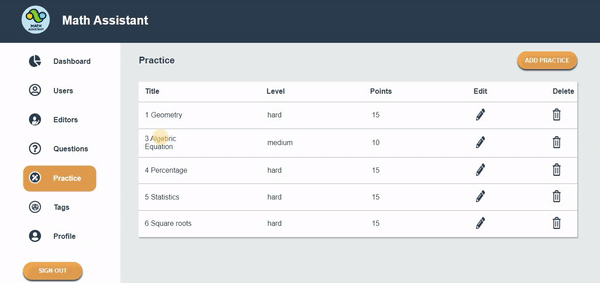 MATH
ASSISTANT
Math Assistant
Dashboard
Users
Editors
Questions
Practice
Tags
Profile
SIGN OUT
Practice
ADD PRACTICE
Title Level Points Edit Delete
1 Geometry hard 15
3 Algebric
Equation medium 10
4 Percentage hard 15
5 Statistics hard 15
6 Square roots hard 15